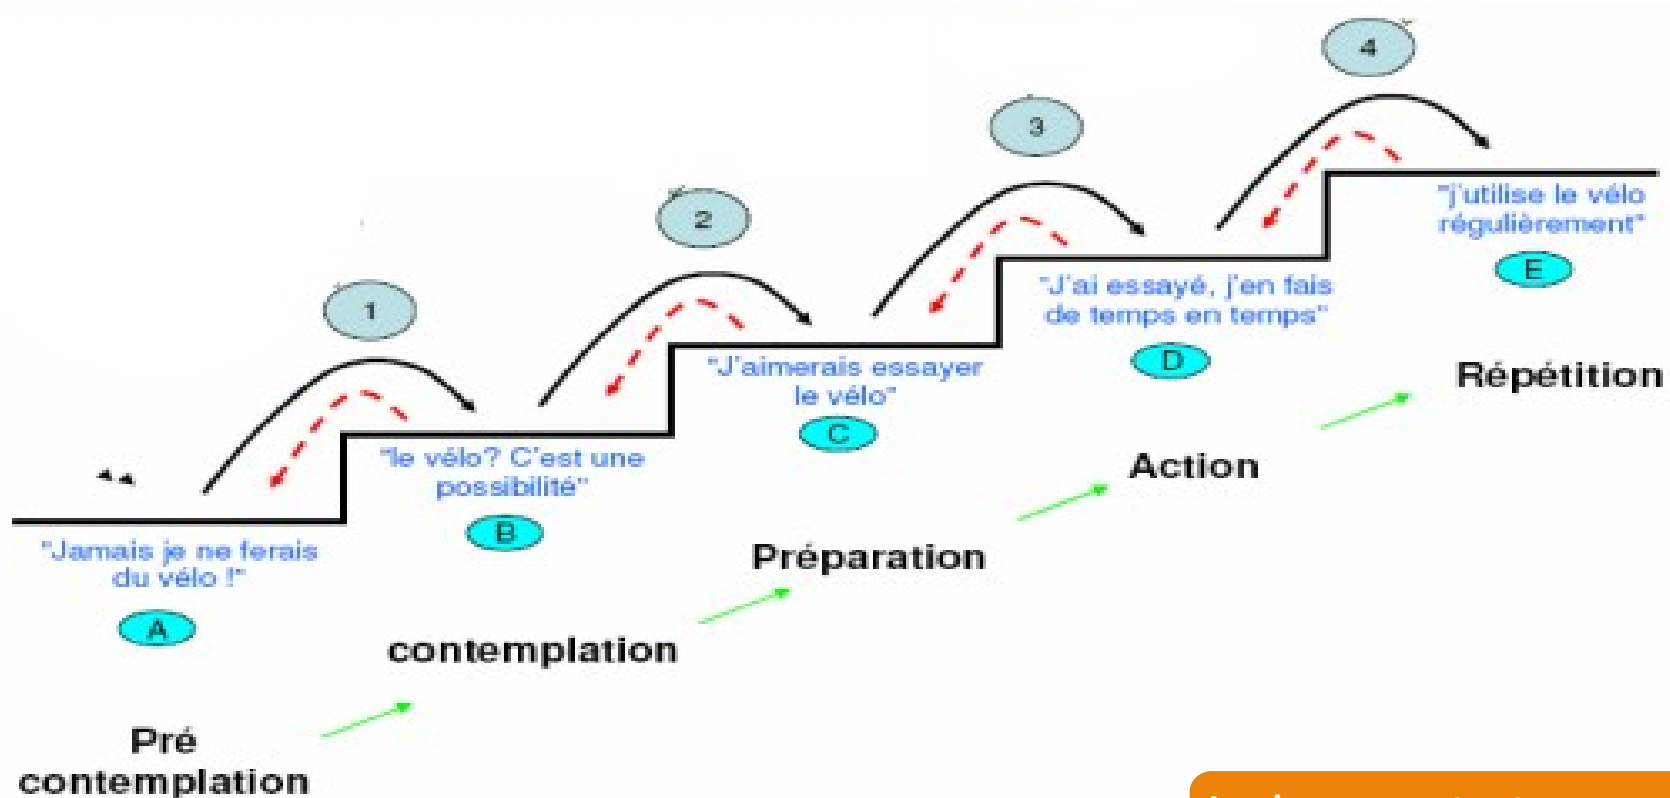 4
3
2
1
"j'utilise le vélo
régulièrement"
E
"J'ai essayé, j'en fais
de temps en temps"
D
"J'aimerais essayer
le vélo"
C
"le vélo? C'est une
possibilité"
B
"Jamais je ne ferais
du vélo !"
A
Répétition
Action
Préparation
contemplation
Pré
contemplation